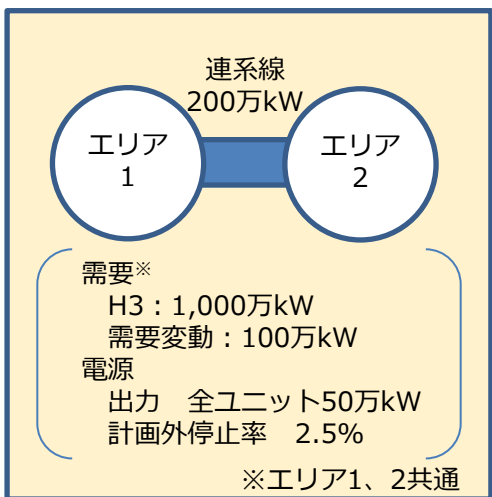 連系線
200万kW
エリア
1
エリア
2
需要※
H3：1,000万kW
需要変動：100万kW
電源
出力　全ユニット50万kW
計画外停止率　2.5%
※エリア1、2共通